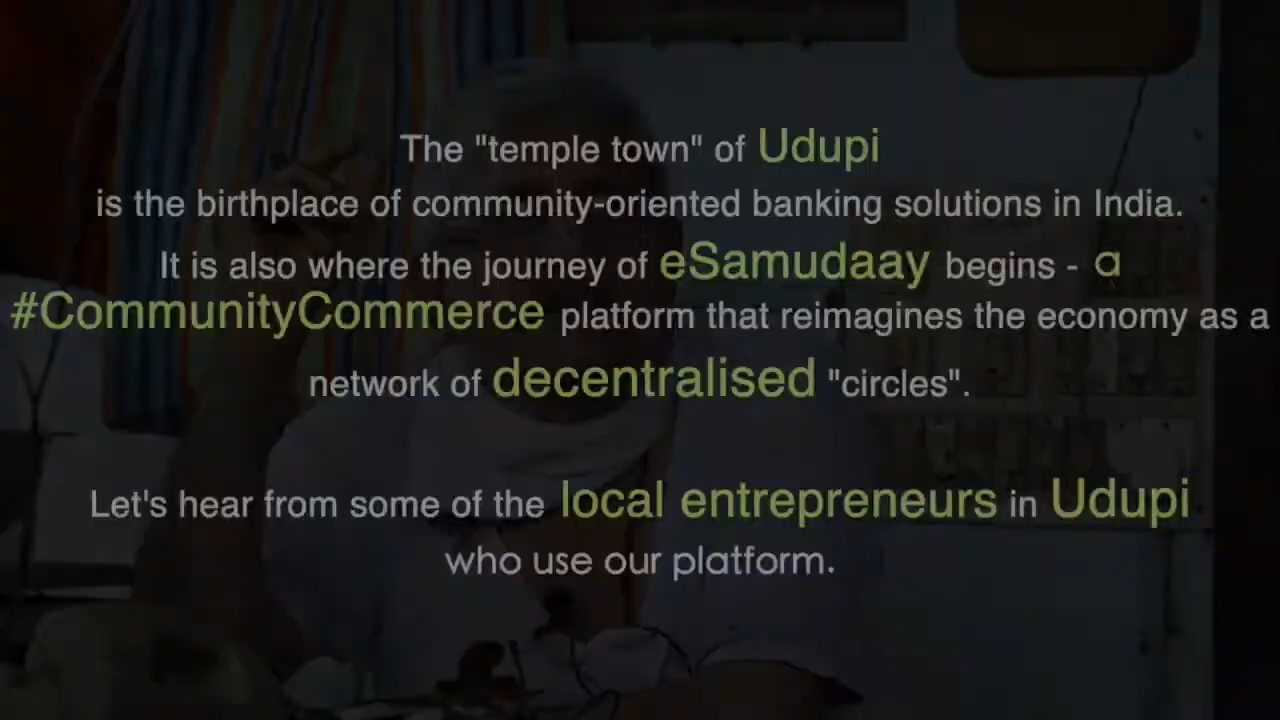 The "temple town" of Udupi
is the birthplace of community-oriented banking solutions in India.
It is also where the journey of eSamudaay begins - a
#CommunityCommerce platform that reimagines the economy as a
network of decentralised "circles".
Let's hear from some of the local entrepreneurs in Udupi
who use our platform.